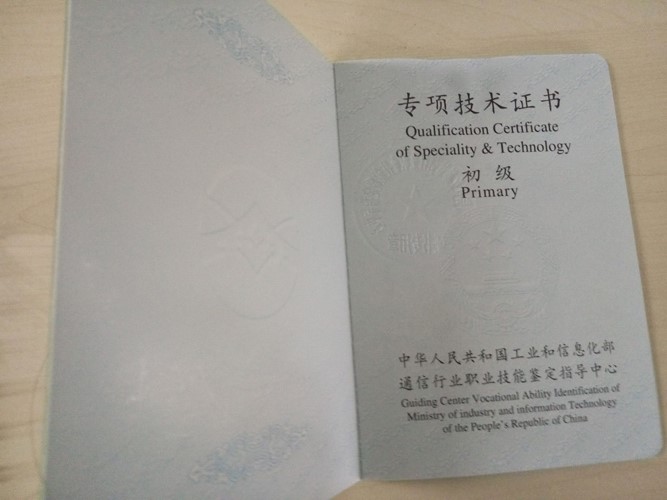 专项技术证书
Qualification Certificate
of Speciality & Technology
初级
Primary
中华人民共和国工业和信息化部
通信行业职业技能鉴定指导中心
Guiding Center Vocational Ability Identification of
Ministry of industry and information Technology
of the People's Republic of China